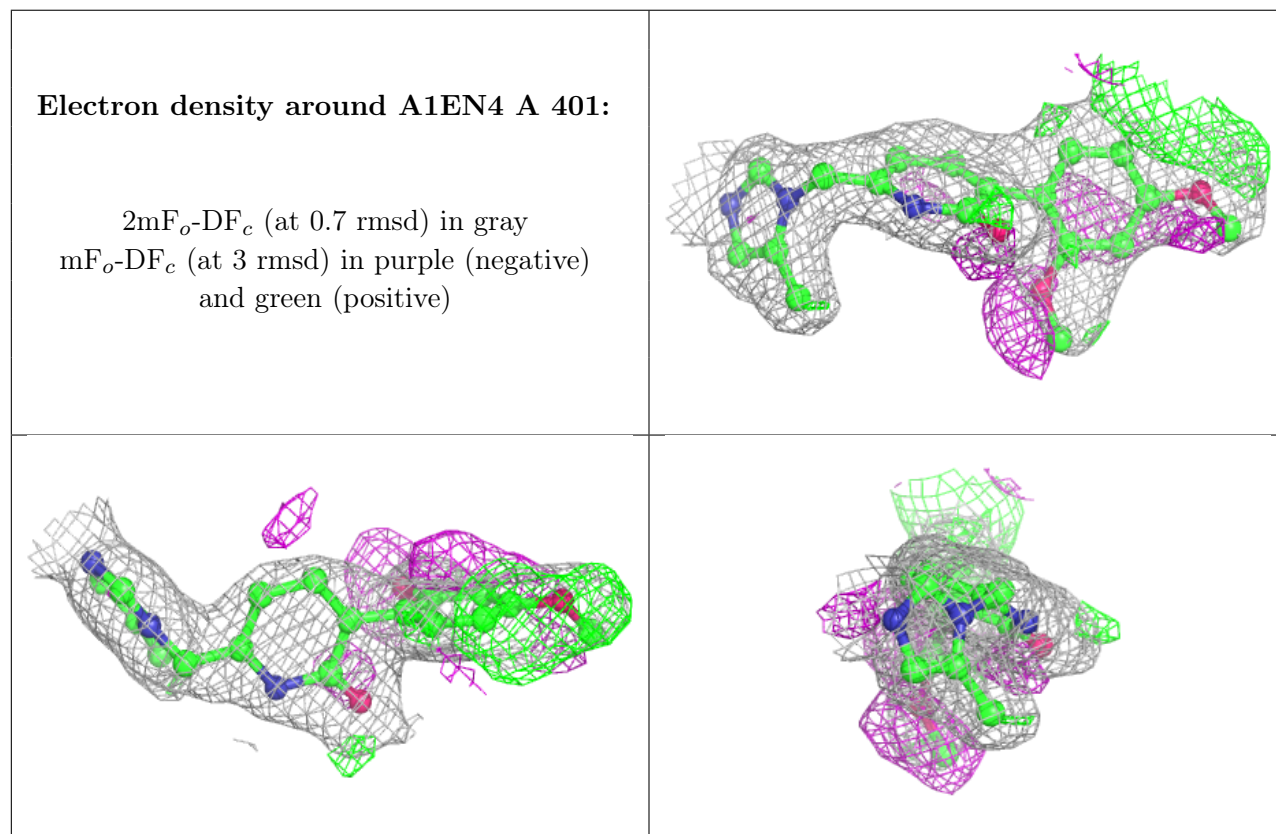 Electron density around A1EN4 A 401:
2mFo-DFc (at 0.7 rmsd) in gray
mFo-DFc (at 3 rmsd) in purple (negative)
and green (positive)